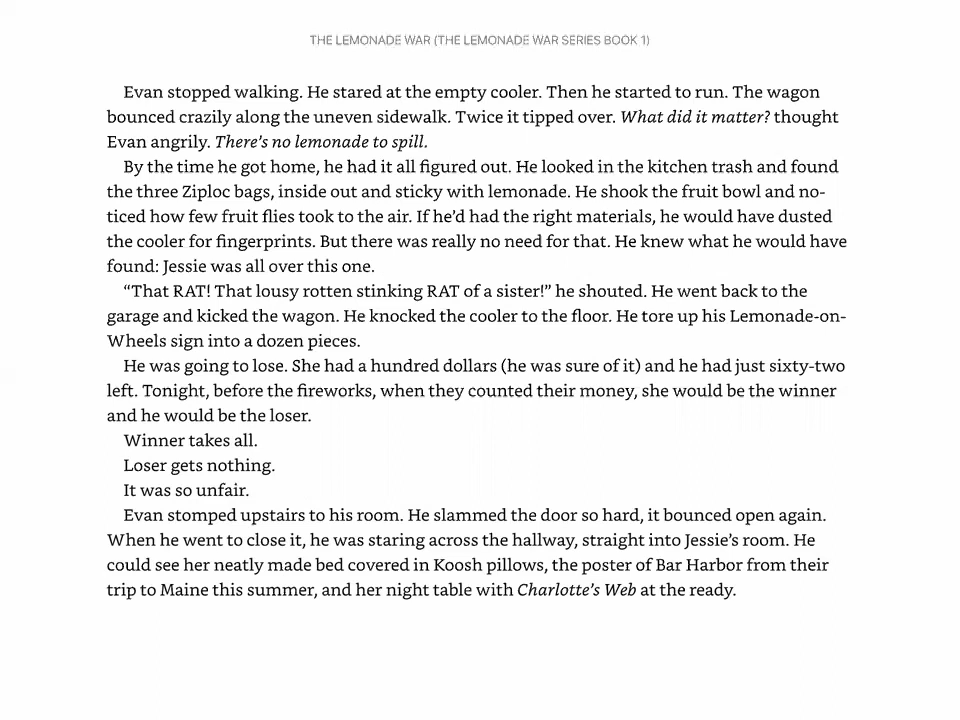 THE LEMONADE WAR (THE LEMONADE WAR SERIES BOOK 1)
Evan stopped walking. He stared at the empty cooler. Then he started to run. The wagon
bounced crazily along the uneven sidewalk. Twice it tipped over. What did it matter? thought
Evan angrily. There’s no lemonade to spill.
By the time he got home, he had it all figured out. He looked in the kitchen trash and found
the three Ziploc bags, inside out and sticky with lemonade. He shook the fruit bowl and no-
ticed how few fruit flies took to the air. If he’d had the right materials, he would have dusted
the cooler for fingerprints. But there was really no need for that. He knew what he would have
found: Jessie was all over this one.
“That RAT! That lousy rotten stinking RAT of a sister!” he shouted. He went back to the
garage and kicked the wagon. He knocked the cooler to the floor. He tore up his Lemonade-on-
Wheels sign into a dozen pieces.
He was going to lose. She had a hundred dollars (he was sure of it) and he had just sixty-two
left. Tonight, before the fireworks, when they counted their money, she would be the winner
and he would be the loser.
Winner takes all.
Loser gets nothing.
It was so unfair.
Evan stomped upstairs to his room. He slammed the door so hard, it bounced open again.
When he went to close it, he was staring across the hallway, straight into Jessie’s room. He
could see her neatly made bed covered in Koosh pillows, the poster of Bar Harbor from their
trip to Maine this summer, and her night table with Charlotte’s Web at the ready.